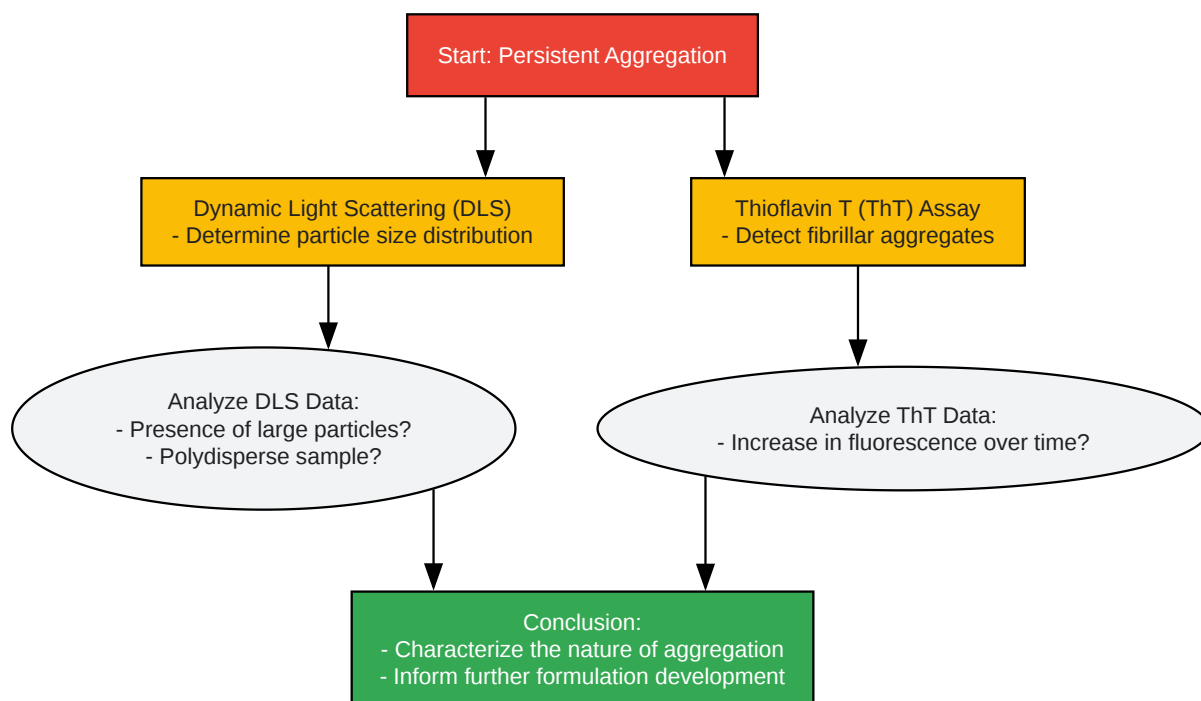 Start: Persistent Aggregation
Dynamic Light Scattering (DLS)
- Determine particle size distribution
Thioflavin T (ThT) Assay
- Detect fibrillar aggregates
Analyze DLS Data:
- Presence of large particles?
- Polydisperse sample?
Analyze ThT Data:
- Increase in fluorescence over time?
Conclusion:
- Characterize the nature of aggregation
- Inform further formulation development